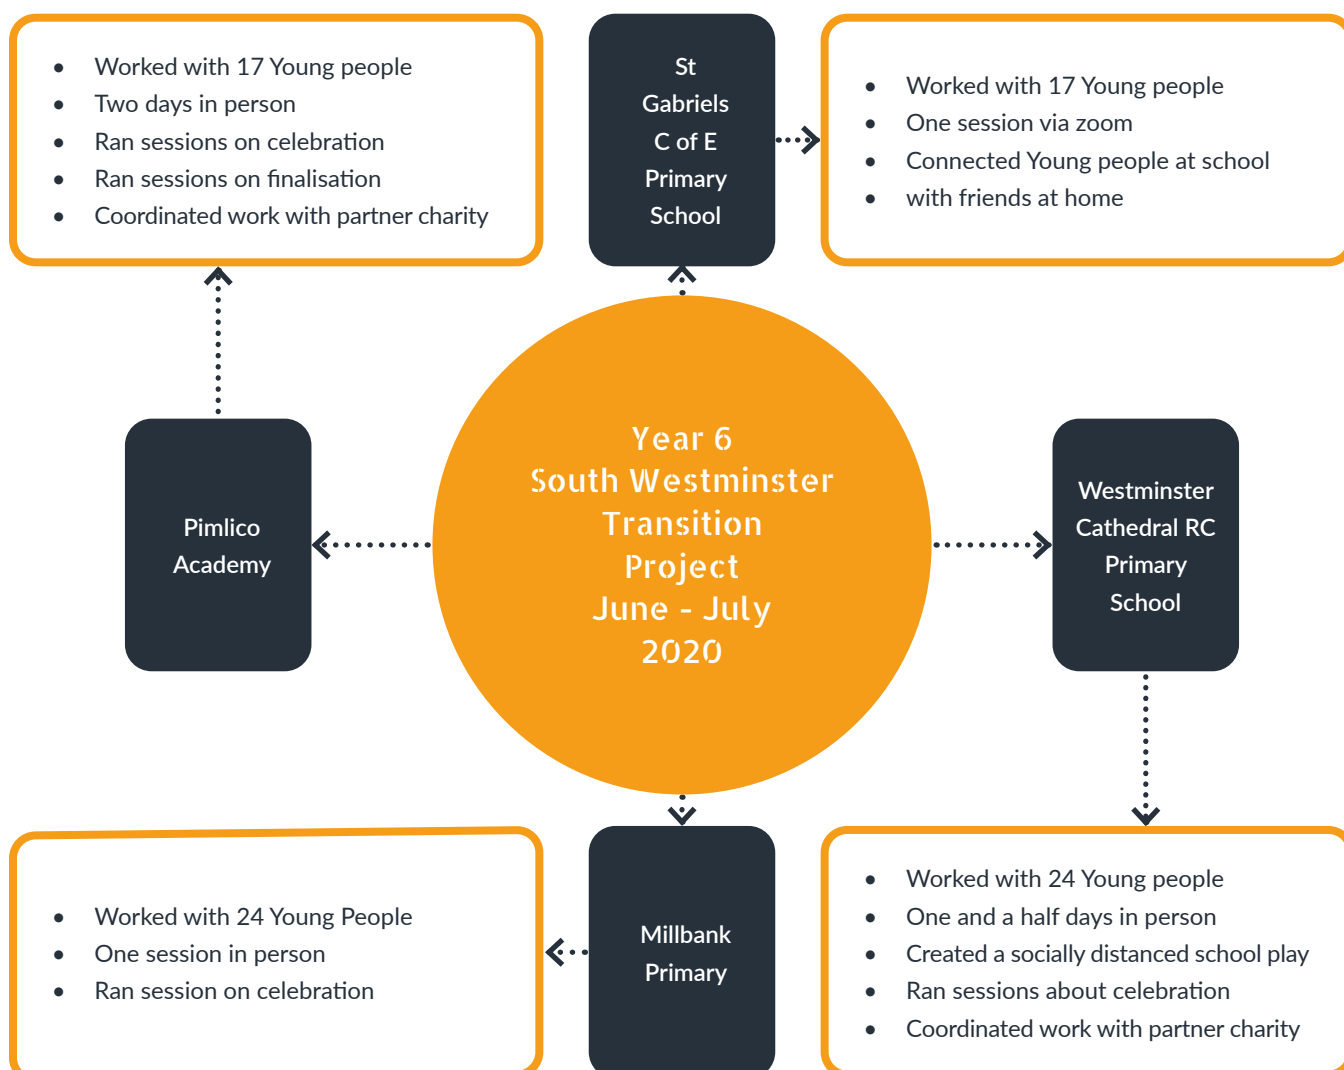 • Worked with 17 Young people
• Two days in person
• Ran sessions on celebration
• Ran sessions on finalisation
• Coordinated work with partner charity
St
Gabriels
C of E
Primary
School
• Worked with 17 Young people
• One session via zoom
• Connected Young people at school
• with friends at home
Pimlico
Academy
Year 6
South Westminster
Transition
Project
June - July
2020
Westminster
Cathedral RC
Primary
School
• Worked with 24 Young People
• One session in person
• Ran session on celebration
Millbank
Primary
• Worked with 24 Young people
• One and a half days in person
• Created a socially distanced school play
• Ran sessions about celebration
• Coordinated work with partner charity